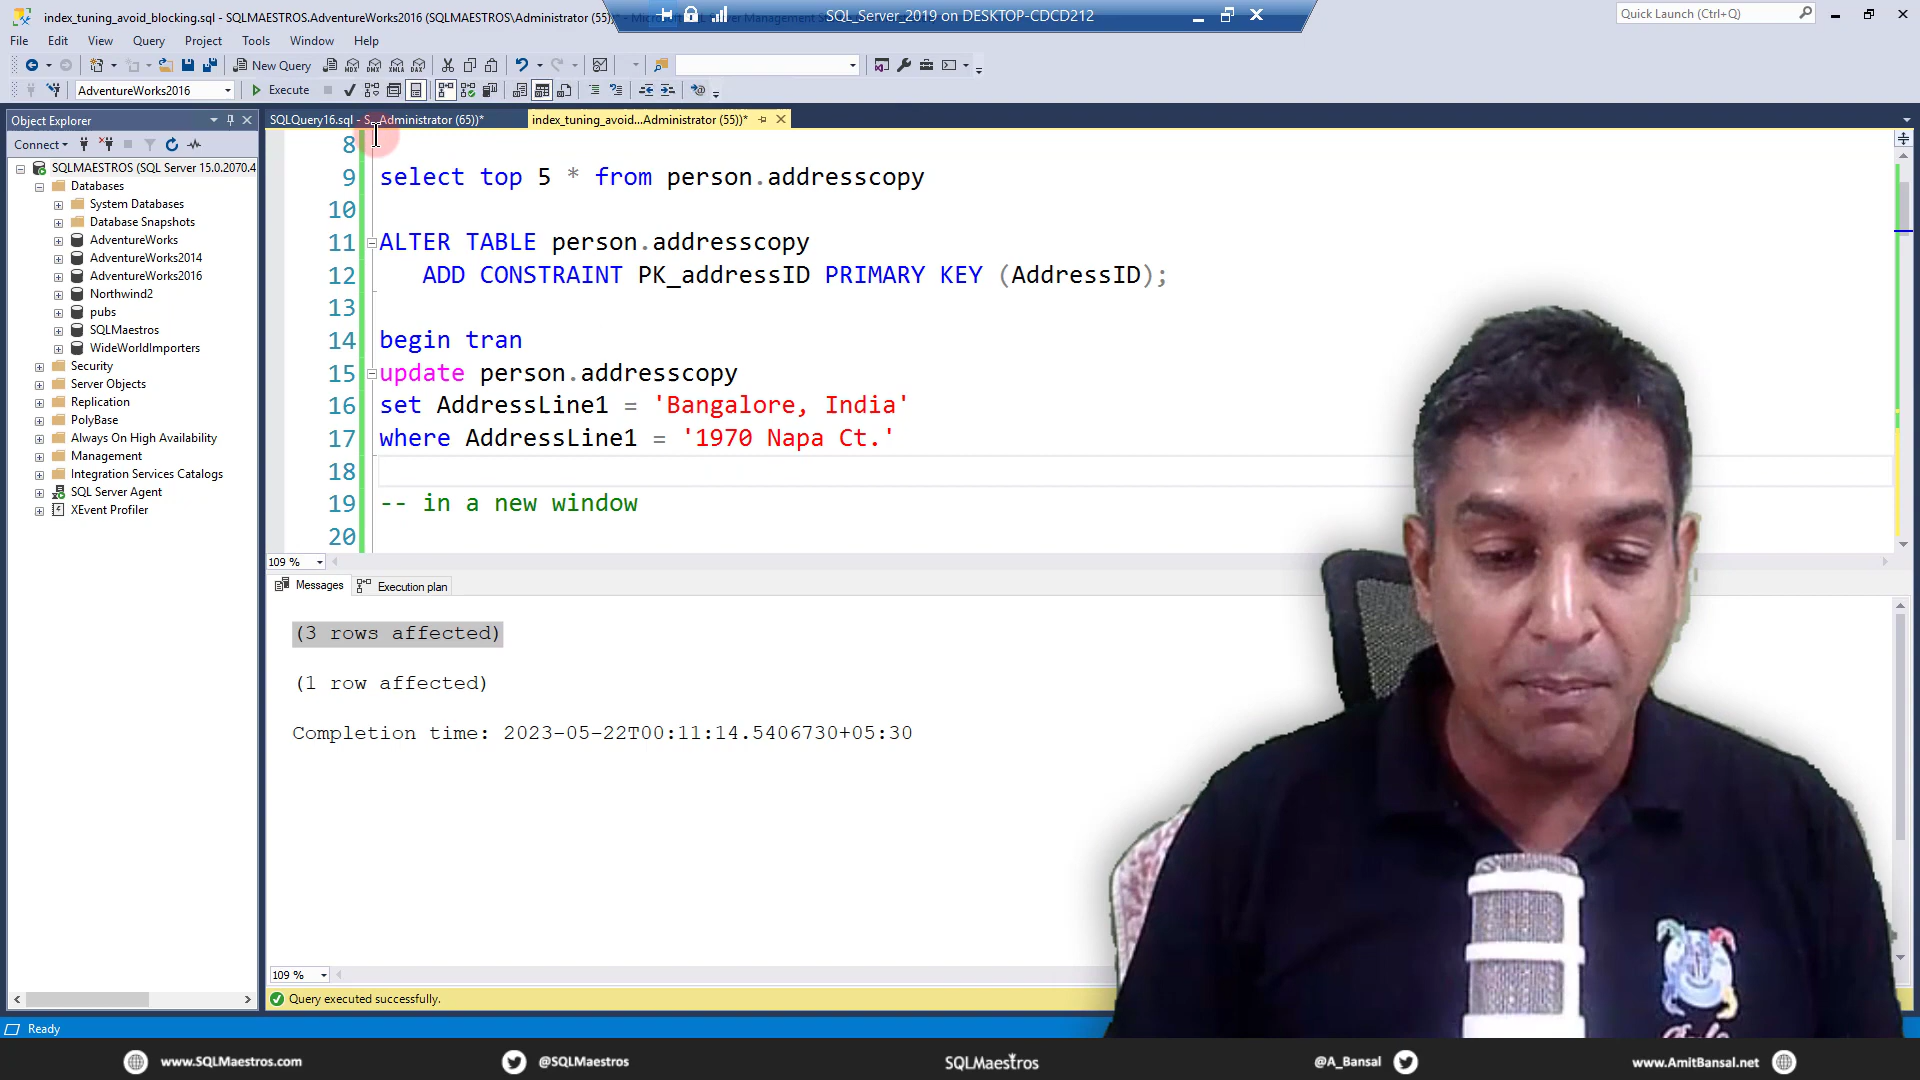 index_tuning_avoid_blocking.sql - SQLMAESTROS.AdventureWorks2016 (SQLMAESTROS\Administrator (55))*
SQL_Server_2019 on DESKTOP-CDCD212
Quick Launch (Ctrl+Q)
File Edit View Query Project Tools Window Help
New Query
AdventureWorks2016
Execute
Object Explorer
SQLQuery16.sql - S...Administrator (65))*
index_tuning_avoid...Administrator (55))*
Connect
SQLMAESTROS (SQL Server 15.0.2070.4
Databases
System Databases
Database Snapshots
AdventureWorks
AdventureWorks2014
AdventureWorks2016
Northwind2
pubs
SQLMaestros
WideWorldImporters
Security
Server Objects
Replication
PolyBase
Always On High Availability
Management
Integration Services Catalogs
SQL Server Agent
XEvent Profiler
8
9 select top 5 * from person.addresscopy
10
11 ALTER TABLE person.addresscopy
12 ADD CONSTRAINT PK_addressID PRIMARY KEY (AddressID);
13
14 begin tran
15 update person.addresscopy
16 set AddressLine1 = 'Bangalore, India'
17 where AddressLine1 = '1970 Napa Ct.'
18
19 -- in a new window
20
109 %
Messages Execution plan
(3 rows affected)
(1 row affected)
Completion time: 2023-05-22T00:11:14.5406730+05:30
109 %
Query executed successfully.
Ready
www.SQLMaestros.com @SQLMaestros SQLMaestros @A_Bansal www.AmitBansal.net